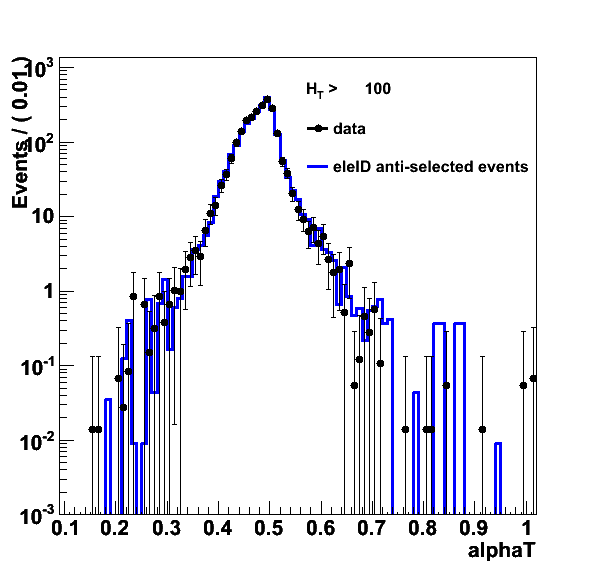 Events / ( 0.01 )
10³
10²
10
1
10⁻¹
10⁻²
10⁻³
H_T > 100
data
eleID anti-selected events
0.1 0.2 0.3 0.4 0.5 0.6 0.7 0.8 0.9 1
alphaT